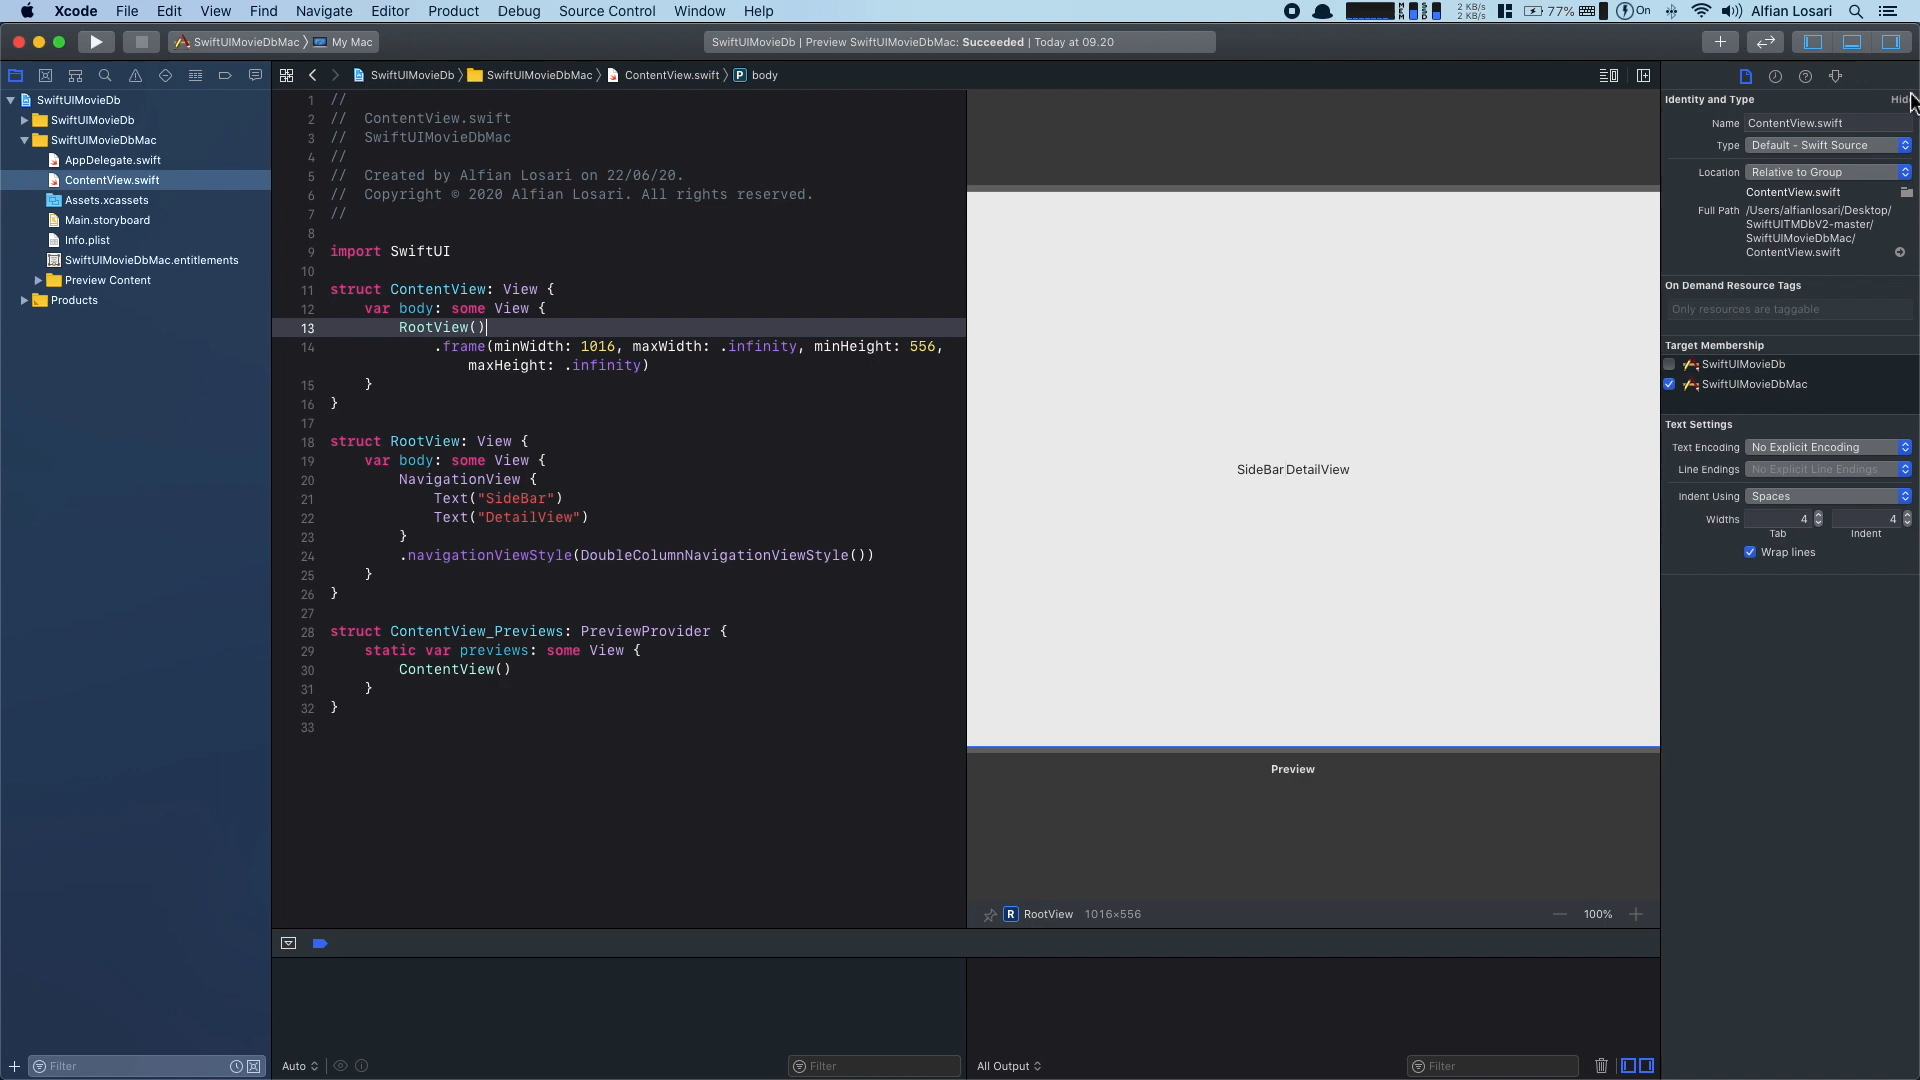 Xcode File Edit View Find Navigate Editor Product Debug Source Control Window Help
2 KB/s
2 KB/s
77% On Alfian Losari
SwiftUIMovieDbMac My Mac
SwiftUIMovieDb | Preview SwiftUIMovieDbMac: Succeeded | Today at 09.20
SwiftUIMovieDb SwiftUIMovieDbMac ContentView.swift P body
SwiftUIMovieDb
SwiftUIMovieDb
SwiftUIMovieDbMac
AppDelegate.swift
ContentView.swift
Assets.xcassets
Main.storyboard
Info.plist
SwiftUIMovieDbMac.entitlements
Preview Content
Products
Filter
1 //
2 // ContentView.swift
3 // SwiftUIMovieDbMac
4 //
5 // Created by Alfian Losari on 22/06/20.
6 // Copyright © 2020 Alfian Losari. All rights reserved.
7 //
8
9 import SwiftUI
10
11 struct ContentView: View {
12 var body: some View {
13 RootView()
14 .frame(minWidth: 1016, maxWidth: .infinity, minHeight: 556,
maxHeight: .infinity)
15 }
16 }
17
18 struct RootView: View {
19 var body: some View {
20 NavigationView {
21 Text("SideBar")
22 Text("DetailView")
23 }
24 .navigationViewStyle(DoubleColumnNavigationViewStyle())
25 }
26 }
27
28 struct ContentView_Previews: PreviewProvider {
29 static var previews: some View {
30 ContentView()
31 }
32 }
33
SideBar DetailView
Preview
R RootView 1016×556
100%
Auto
Filter
All Output
Filter
Identity and Type
Name ContentView.swift
Type Default - Swift Source
Location Relative to Group
ContentView.swift
Full Path /Users/alfianlosari/Desktop/
SwiftUITMDbV2-master/
SwiftUIMovieDbMac/
ContentView.swift
On Demand Resource Tags
Only resources are taggable
Target Membership
SwiftUIMovieDb
SwiftUIMovieDbMac
Text Settings
Text Encoding No Explicit Encoding
Line Endings No Explicit Line Endings
Indent Using Spaces
Widths 4 4
Tab Indent
Wrap lines